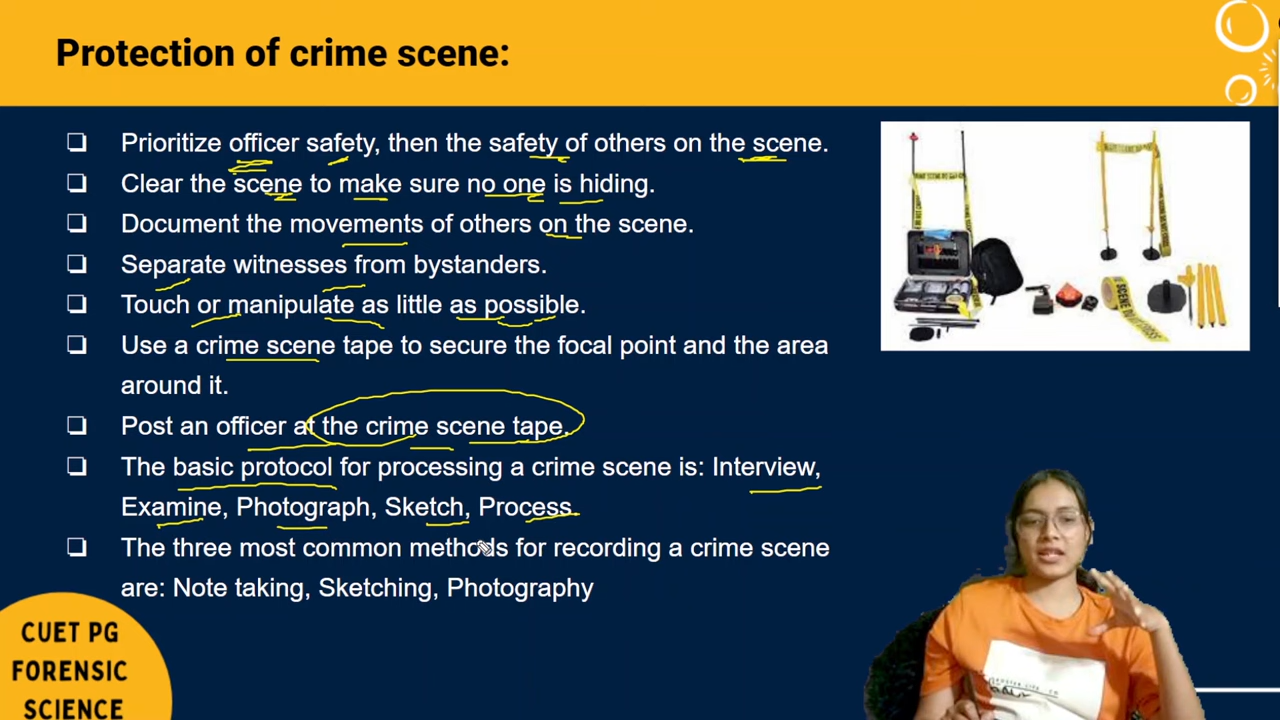 Protection of crime scene:
❑ Prioritize officer safety, then the safety of others on the scene.
❑ Clear the scene to make sure no one is hiding.
❑ Document the movements of others on the scene.
❑ Separate witnesses from bystanders.
❑ Touch or manipulate as little as possible.
❑ Use a crime scene tape to secure the focal point and the area
around it.
❑ Post an officer at the crime scene tape.
❑ The basic protocol for processing a crime scene is: Interview,
Examine, Photograph, Sketch, Process.
❑ The three most common methods for recording a crime scene
are: Note taking, Sketching, Photography
CUET PG
FORENSIC
SCIENCE